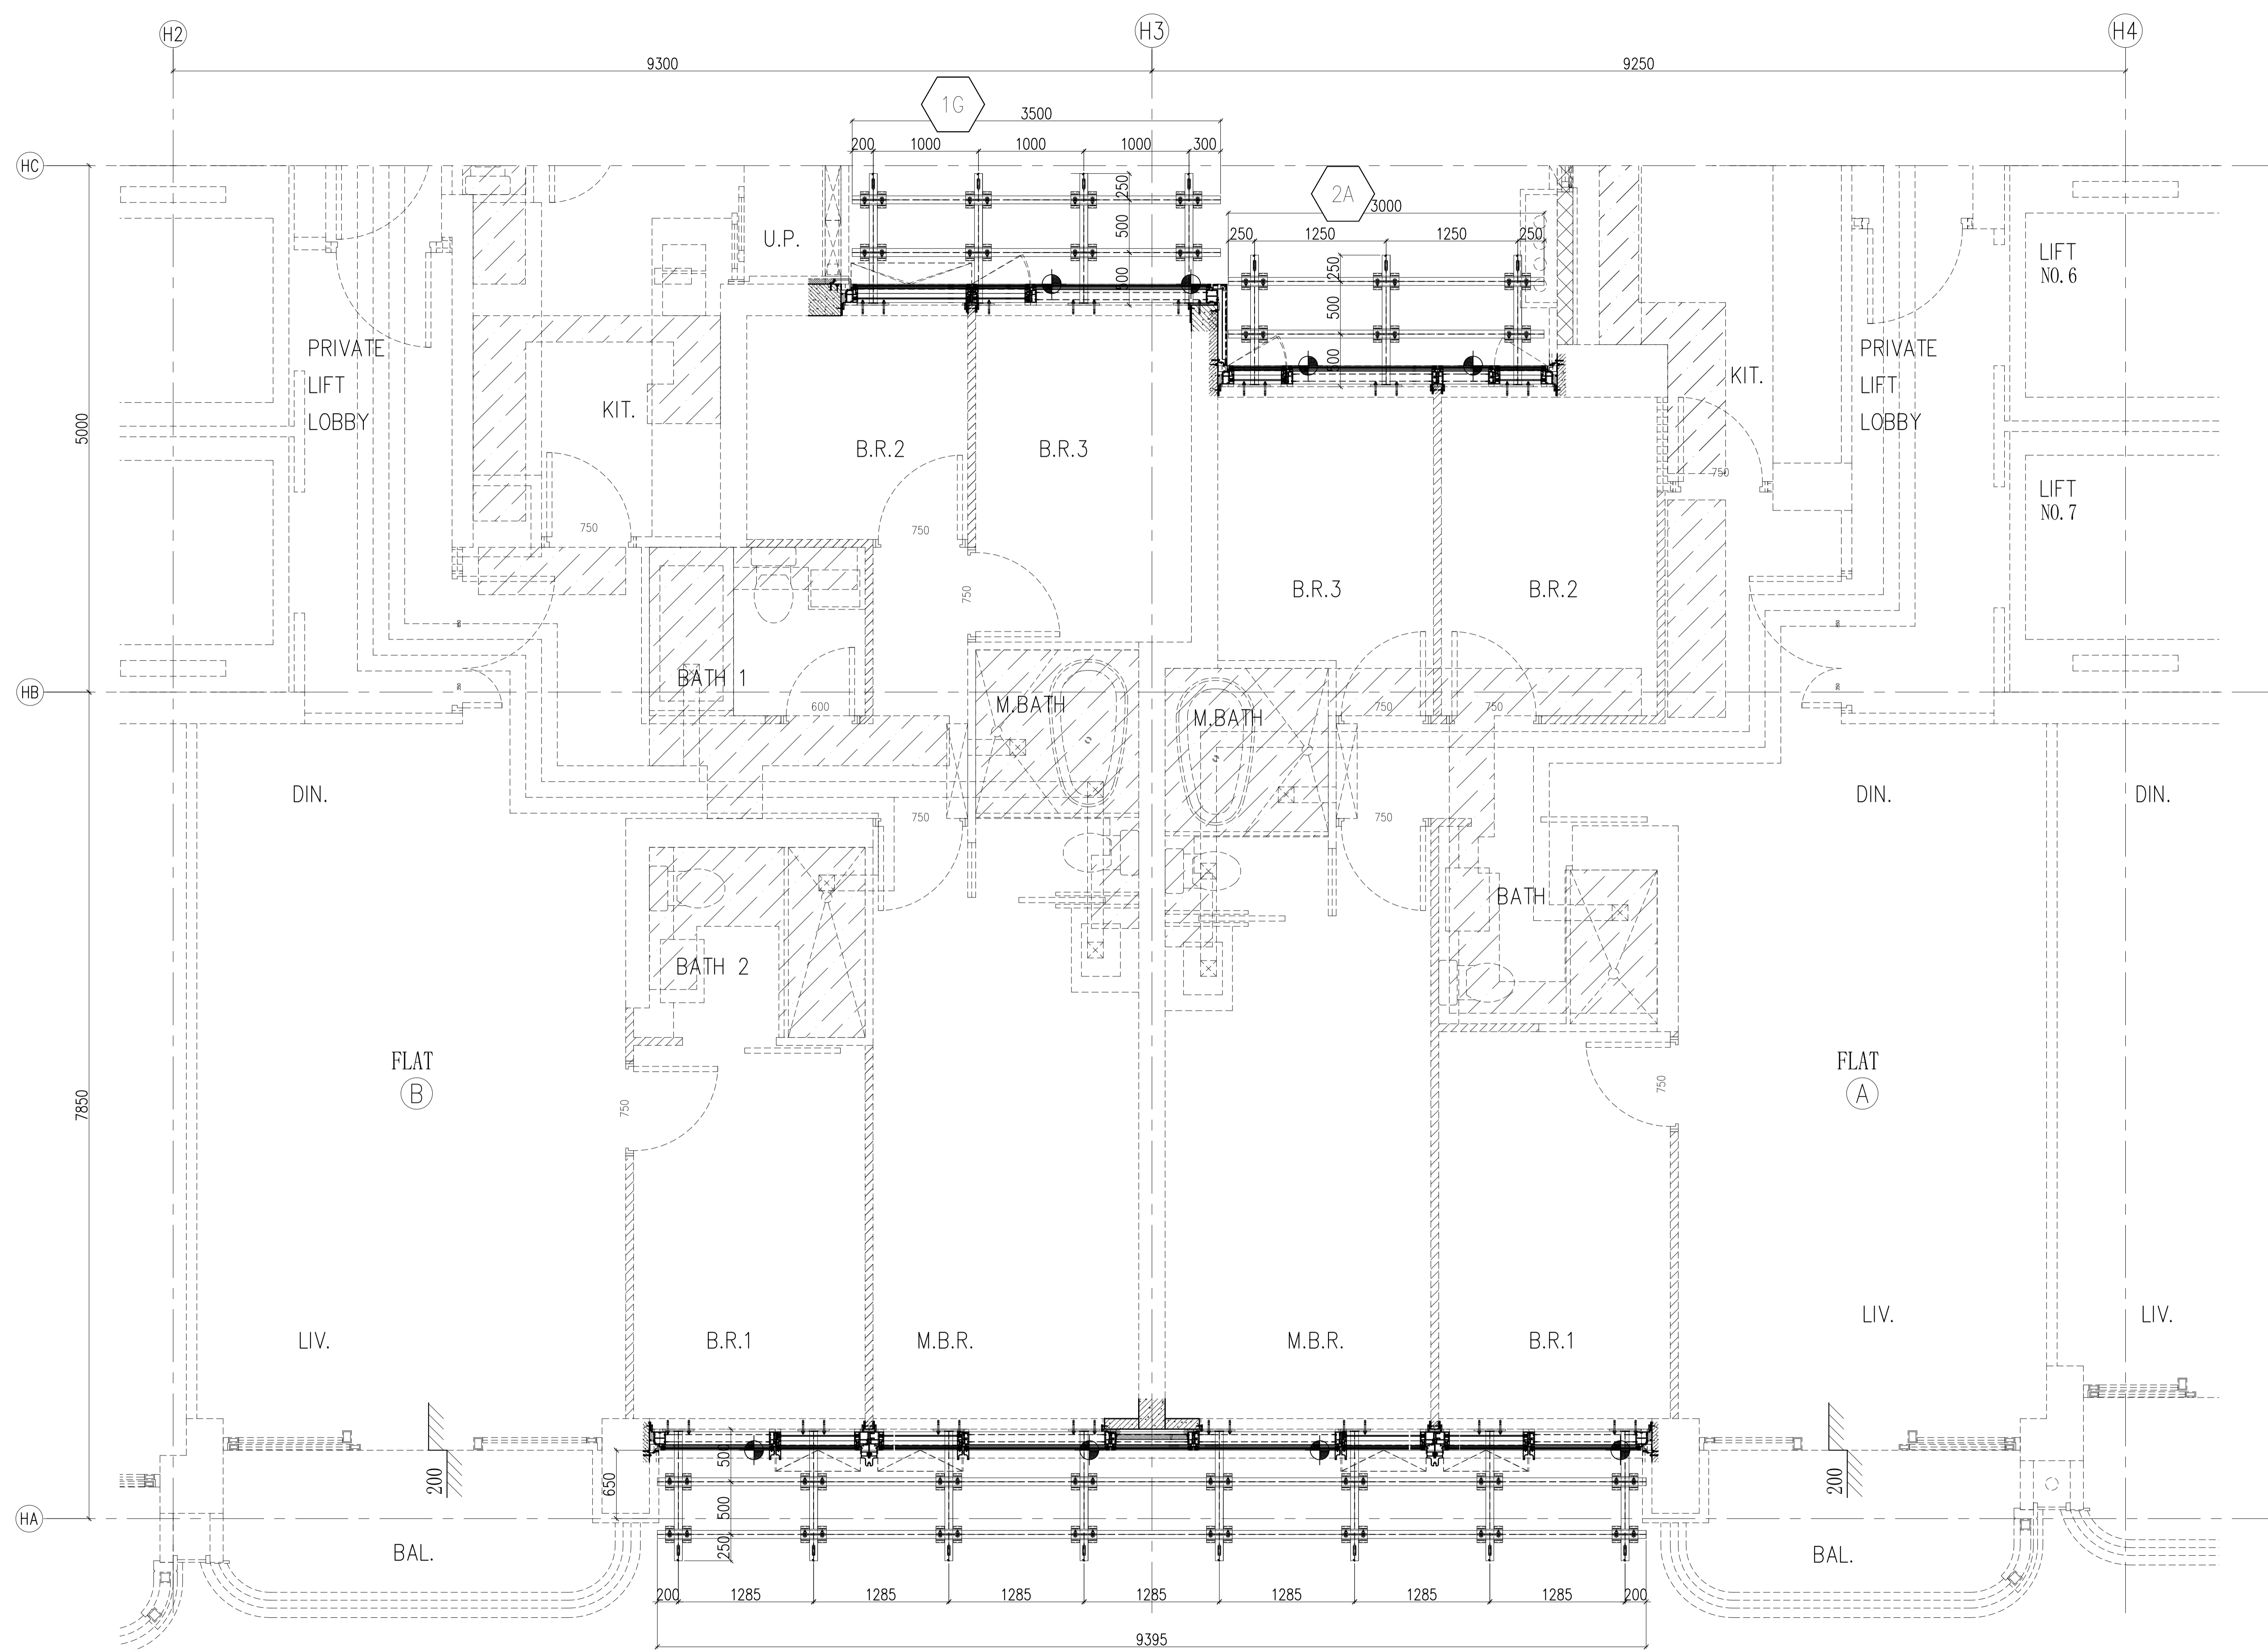 H2
H3
H4
9300
9250
1G
3500
200
1000
1000
1000
300
HC
2A
3000
250
500
500
250
1250
1250
250
250
500
500
U.P.
LIFT
NO. 6
PRIVATE
LIFT
LOBBY
PRIVATE
LIFT
LOBBY
KIT.
KIT.
5000
B.R.2
B.R.3
750
LIFT
NO. 7
750
750
750
B.R.3
B.R.2
HB
BATH 1
600
M.BATH
M.BATH
750
750
DIN.
DIN.
DIN.
750
750
BATH
BATH 2
FLAT
B
FLAT
A
7850
750
750
LIV.
B.R.1
M.B.R.
M.B.R.
B.R.1
LIV.
LIV.
200
650
500
500
250
200
HA
BAL.
BAL.
200
1285
1285
1285
1285
1285
1285
1285
200
9395